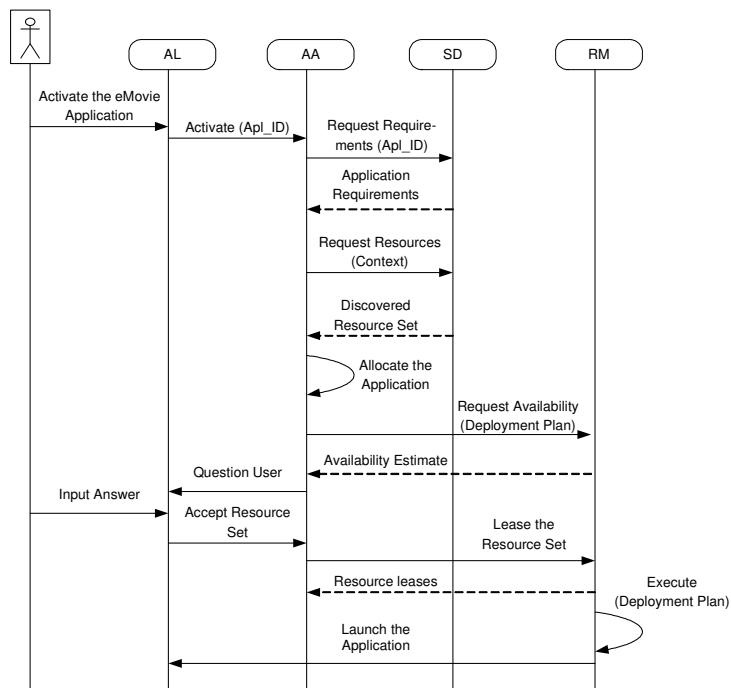 AL
AA
SD
RM
Activate the eMovie
Application
Activate (Apl_ID)
Request Require-
ments (Apl_ID)
Application
Requirements
Request Resources
(Context)
Discovered
Resource Set
Allocate the
Application
Request Availability
(Deployment Plan)
Availability Estimate
Question User
Input Answer
Accept Resource
Set
Lease the
Resource Set
Resource leases
Execute
(Deployment Plan)
Launch the
Application